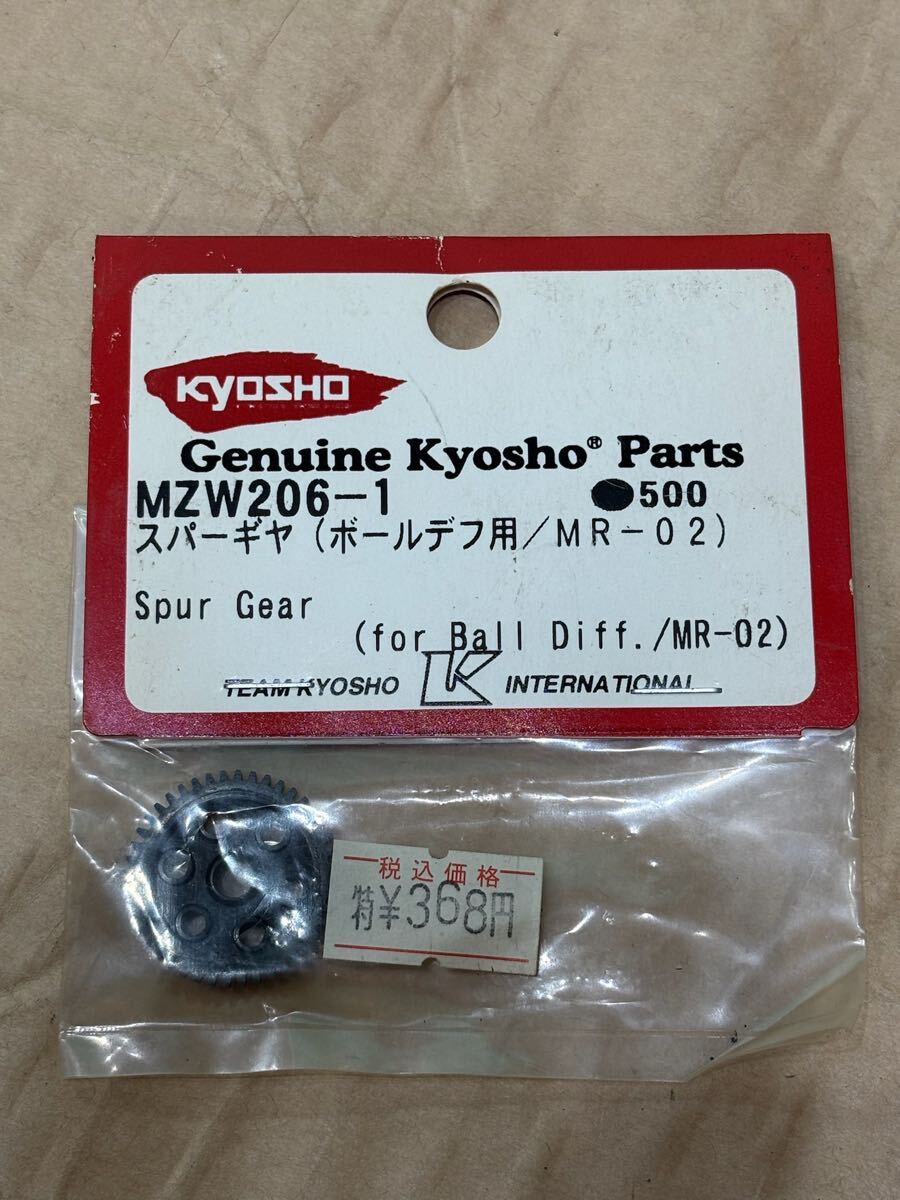 KYOSHO
Genuine Kyosho® Parts
MZW206-1 ●500
スパーギヤ(ボールデフ用/MR-02)
Spur Gear
(for Ball Diff./MR-02)
TEAM KYOSHO K INTERNATIONAL
税込価格
特付¥368円